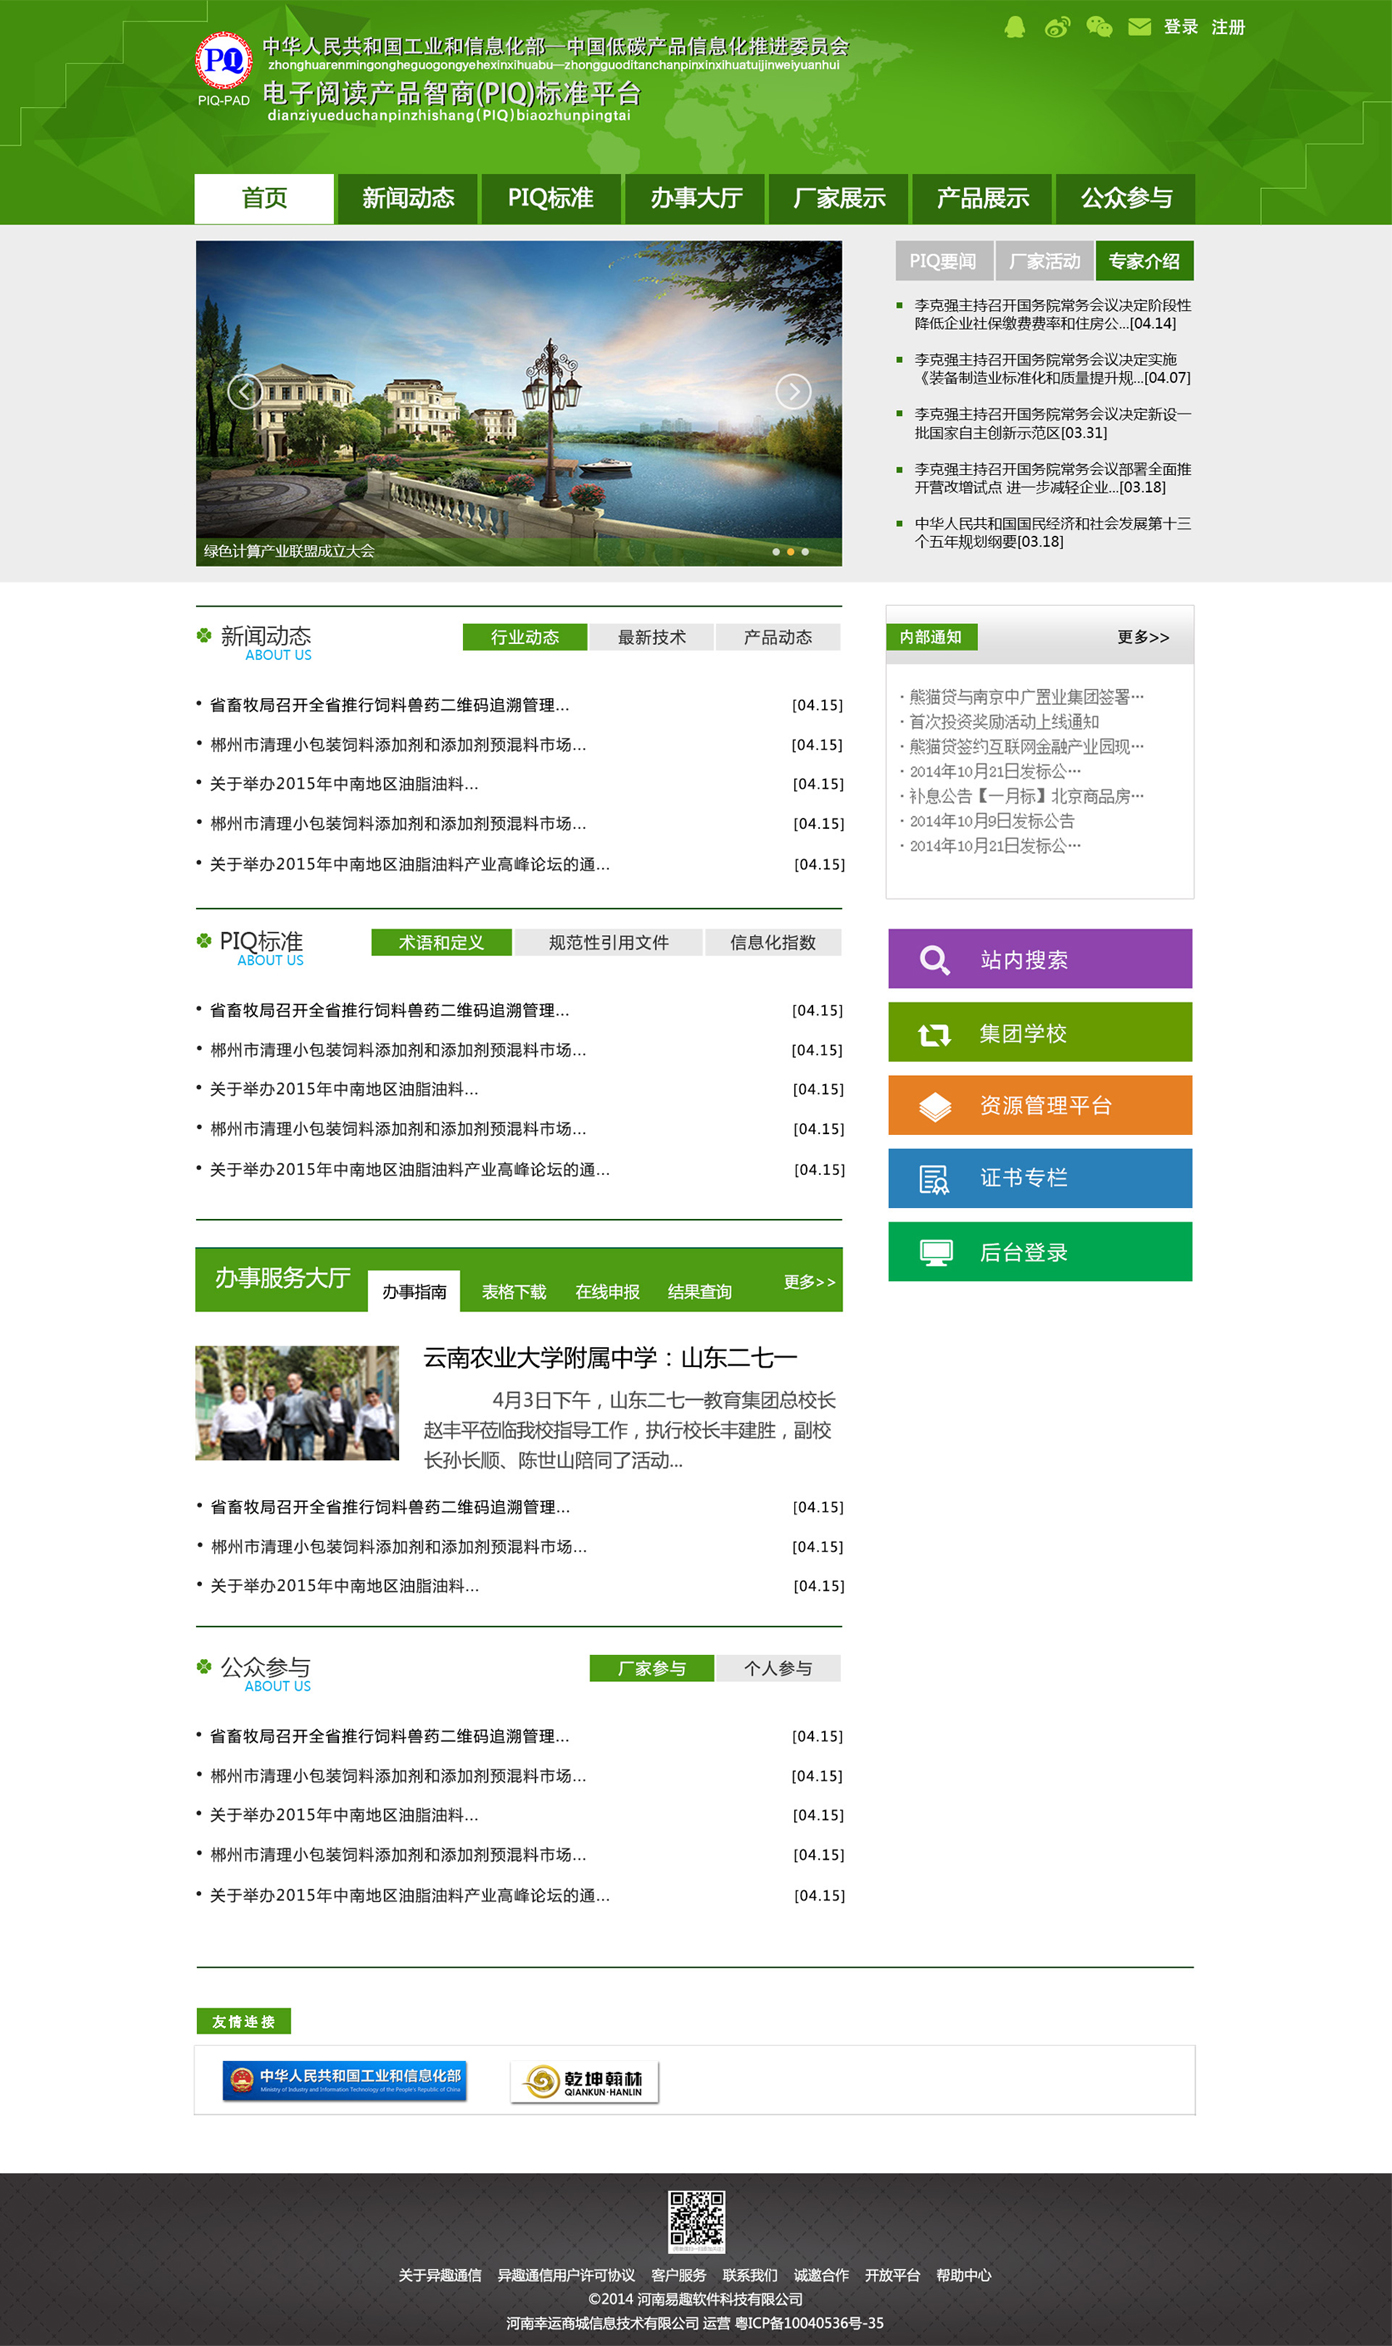 登录 注册
PIQ
PIQ-PAD
中华人民共和国工业和信息化部—中国低碳产品信息化推进委员会
zhonghuarenmingongheguogongyehexinxihuabu—zhongguoditanchanpinxinxihuatuijinweiyuanhui
电子阅读产品智商(PIQ)标准平台
dianziyueduchanpinzhishang(PIQ)biaozhunpingtai
首页 新闻动态 PIQ标准 办事大厅 厂家展示 产品展示 公众参与
绿色计算产业联盟成立大会
PIQ要闻 厂家活动 专家介绍
李克强主持召开国务院常务会议决定阶段性
降低企业社保缴费费率和住房公...[04.14]
李克强主持召开国务院常务会议决定实施
《装备制造业标准化和质量提升规...[04.07]
李克强主持召开国务院常务会议决定新设一
批国家自主创新示范区[03.31]
李克强主持召开国务院常务会议部署全面推
开营改增试点 进一步减轻企业...[03.18]
中华人民共和国国民经济和社会发展第十三
个五年规划纲要[03.18]
新闻动态 行业动态 最新技术 产品动态
ABOUT US
• 省畜牧局召开全省推行饲料兽药二维码追溯管理... [04.15]
• 郴州市清理小包装饲料添加剂和添加剂预混料市场... [04.15]
• 关于举办2015年中南地区油脂油料... [04.15]
• 郴州市清理小包装饲料添加剂和添加剂预混料市场... [04.15]
• 关于举办2015年中南地区油脂油料产业高峰论坛的通... [04.15]
内部通知 更多>>
· 熊猫贷与南京中广置业集团签署…
· 首次投资奖励活动上线通知
· 熊猫贷签约互联网金融产业园现…
· 2014年10月21日发标公…
· 补息公告【一月标】北京商品房…
· 2014年10月9日发标公告
· 2014年10月21日发标公…
PIQ标准 术语和定义 规范性引用文件 信息化指数
ABOUT US
• 省畜牧局召开全省推行饲料兽药二维码追溯管理... [04.15]
• 郴州市清理小包装饲料添加剂和添加剂预混料市场... [04.15]
• 关于举办2015年中南地区油脂油料... [04.15]
• 郴州市清理小包装饲料添加剂和添加剂预混料市场... [04.15]
• 关于举办2015年中南地区油脂油料产业高峰论坛的通... [04.15]
站内搜索
集团学校
资源管理平台
证书专栏
后台登录
办事服务大厅 办事指南 表格下载 在线申报 结果查询 更多>>
云南农业大学附属中学：山东二七一
4月3日下午，山东二七一教育集团总校长
赵丰平莅临我校指导工作，执行校长丰建胜，副校
长孙长顺、陈世山陪同了活动...
• 省畜牧局召开全省推行饲料兽药二维码追溯管理... [04.15]
• 郴州市清理小包装饲料添加剂和添加剂预混料市场... [04.15]
• 关于举办2015年中南地区油脂油料... [04.15]
公众参与 厂家参与 个人参与
ABOUT US
• 省畜牧局召开全省推行饲料兽药二维码追溯管理... [04.15]
• 郴州市清理小包装饲料添加剂和添加剂预混料市场... [04.15]
• 关于举办2015年中南地区油脂油料... [04.15]
• 郴州市清理小包装饲料添加剂和添加剂预混料市场... [04.15]
• 关于举办2015年中南地区油脂油料产业高峰论坛的通... [04.15]
友情连接
中华人民共和国工业和信息化部
Ministry of Industry and Information Technology of the People's Republic of China
乾坤翰林
QIANKUN·HANLIN
关于异趣通信 异趣通信用户许可协议 客户服务 联系我们 诚邀合作 开放平台 帮助中心
©2014 河南易趣软件科技有限公司
河南幸运商城信息技术有限公司 运营 粤ICP备10040536号-35